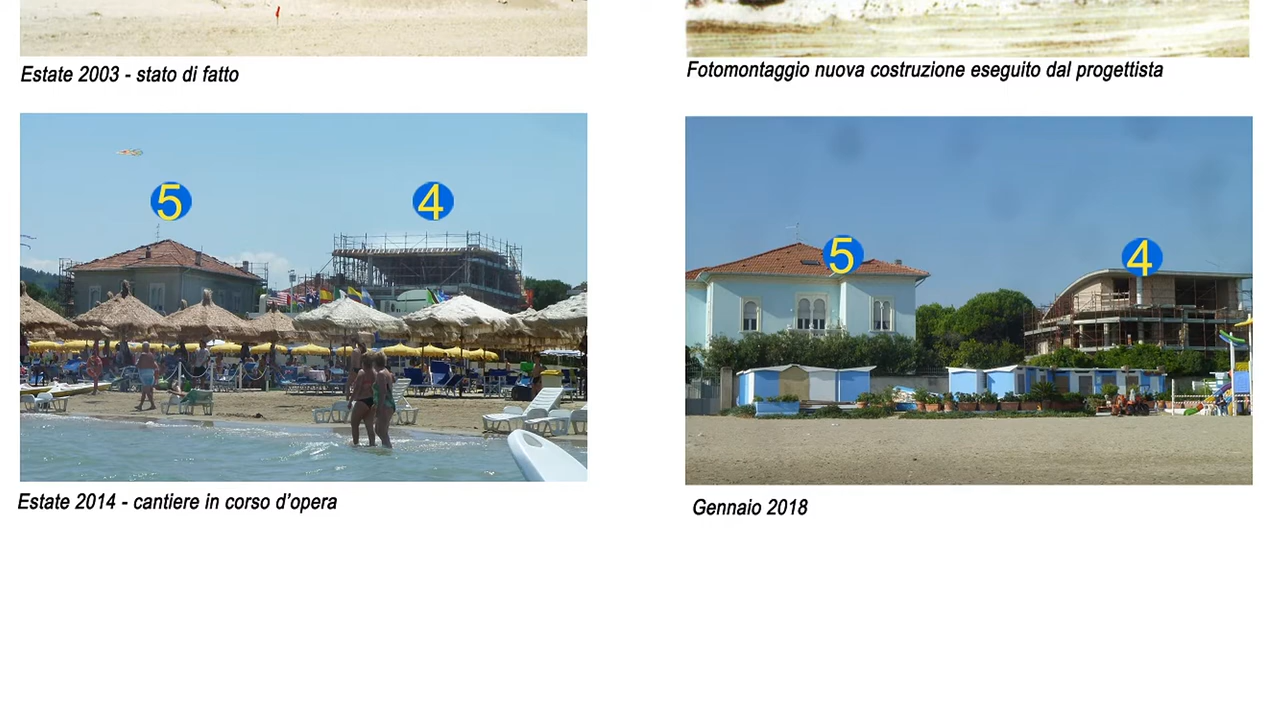 Estate 2003 - stato di fatto
Fotomontaggio nuova costruzione eseguito dal progettista
5
4
5
4
Estate 2014 - cantiere in corso d'opera
Gennaio 2018